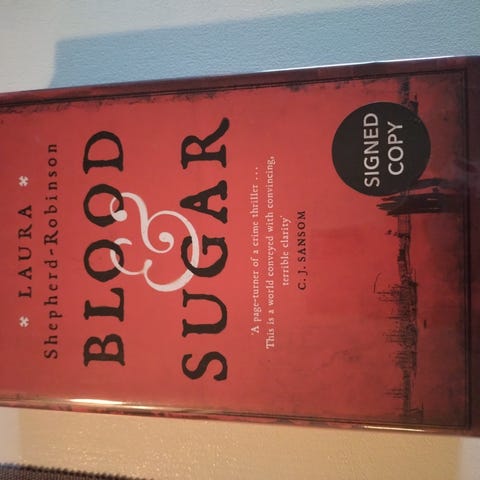 * LAURA *
Shepherd-Robinson
BLOOD
&
SUGAR
'A page-turner of a crime thriller ...
This is a world conveyed with convincing,
terrible clarity'
C. J. SANSOM
SIGNED
COPY